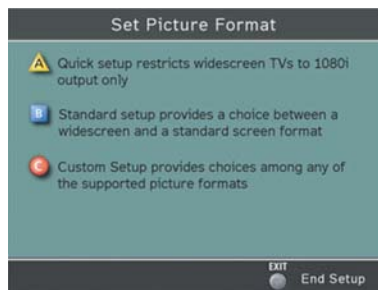 Set Picture Format
A Quick setup restricts widescreen TVs to 1080i
output only
B Standard setup provides a choice between a
widescreen and a standard screen format
C Custom Setup provides choices among any of
the supported picture formats
EXIT
End Setup